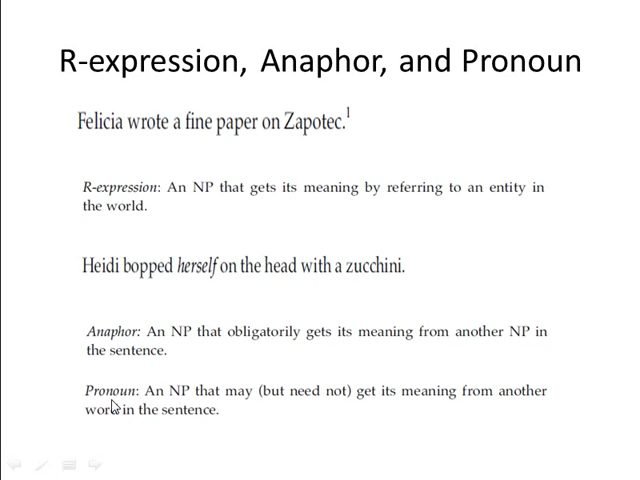 R-expression, Anaphor, and Pronoun
Felicia wrote a fine paper on Zapotec.1
R-expression: An NP that gets its meaning by referring to an entity in
the world.
Heidi bopped herself on the head with a zucchini.
Anaphor: An NP that obligatorily gets its meaning from another NP in
the sentence.
Pronoun: An NP that may (but need not) get its meaning from another
word in the sentence.